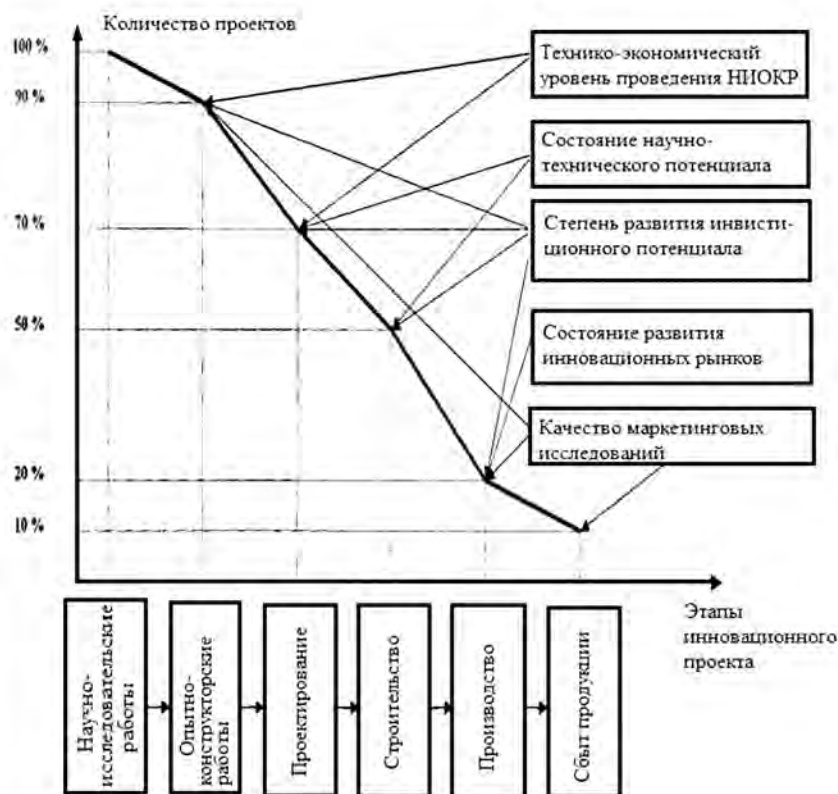 Количество проектов
100 %
90 %
70 %
50 %
20 %
10 %
Технико-экономический
уровень проведения НИОКР
Состояние научно-
технического потенциала
Степень развития инвисти-
ционного потенциала
Состояние развития
инновационных рынков
Качество маркетинговых
исследований
Этапы
инновационного
проекта
Научно-
исследовательские
работы
Опытно-
конструкторские
работы
Проектирование
Строительство
Производство
Сбыт продукции